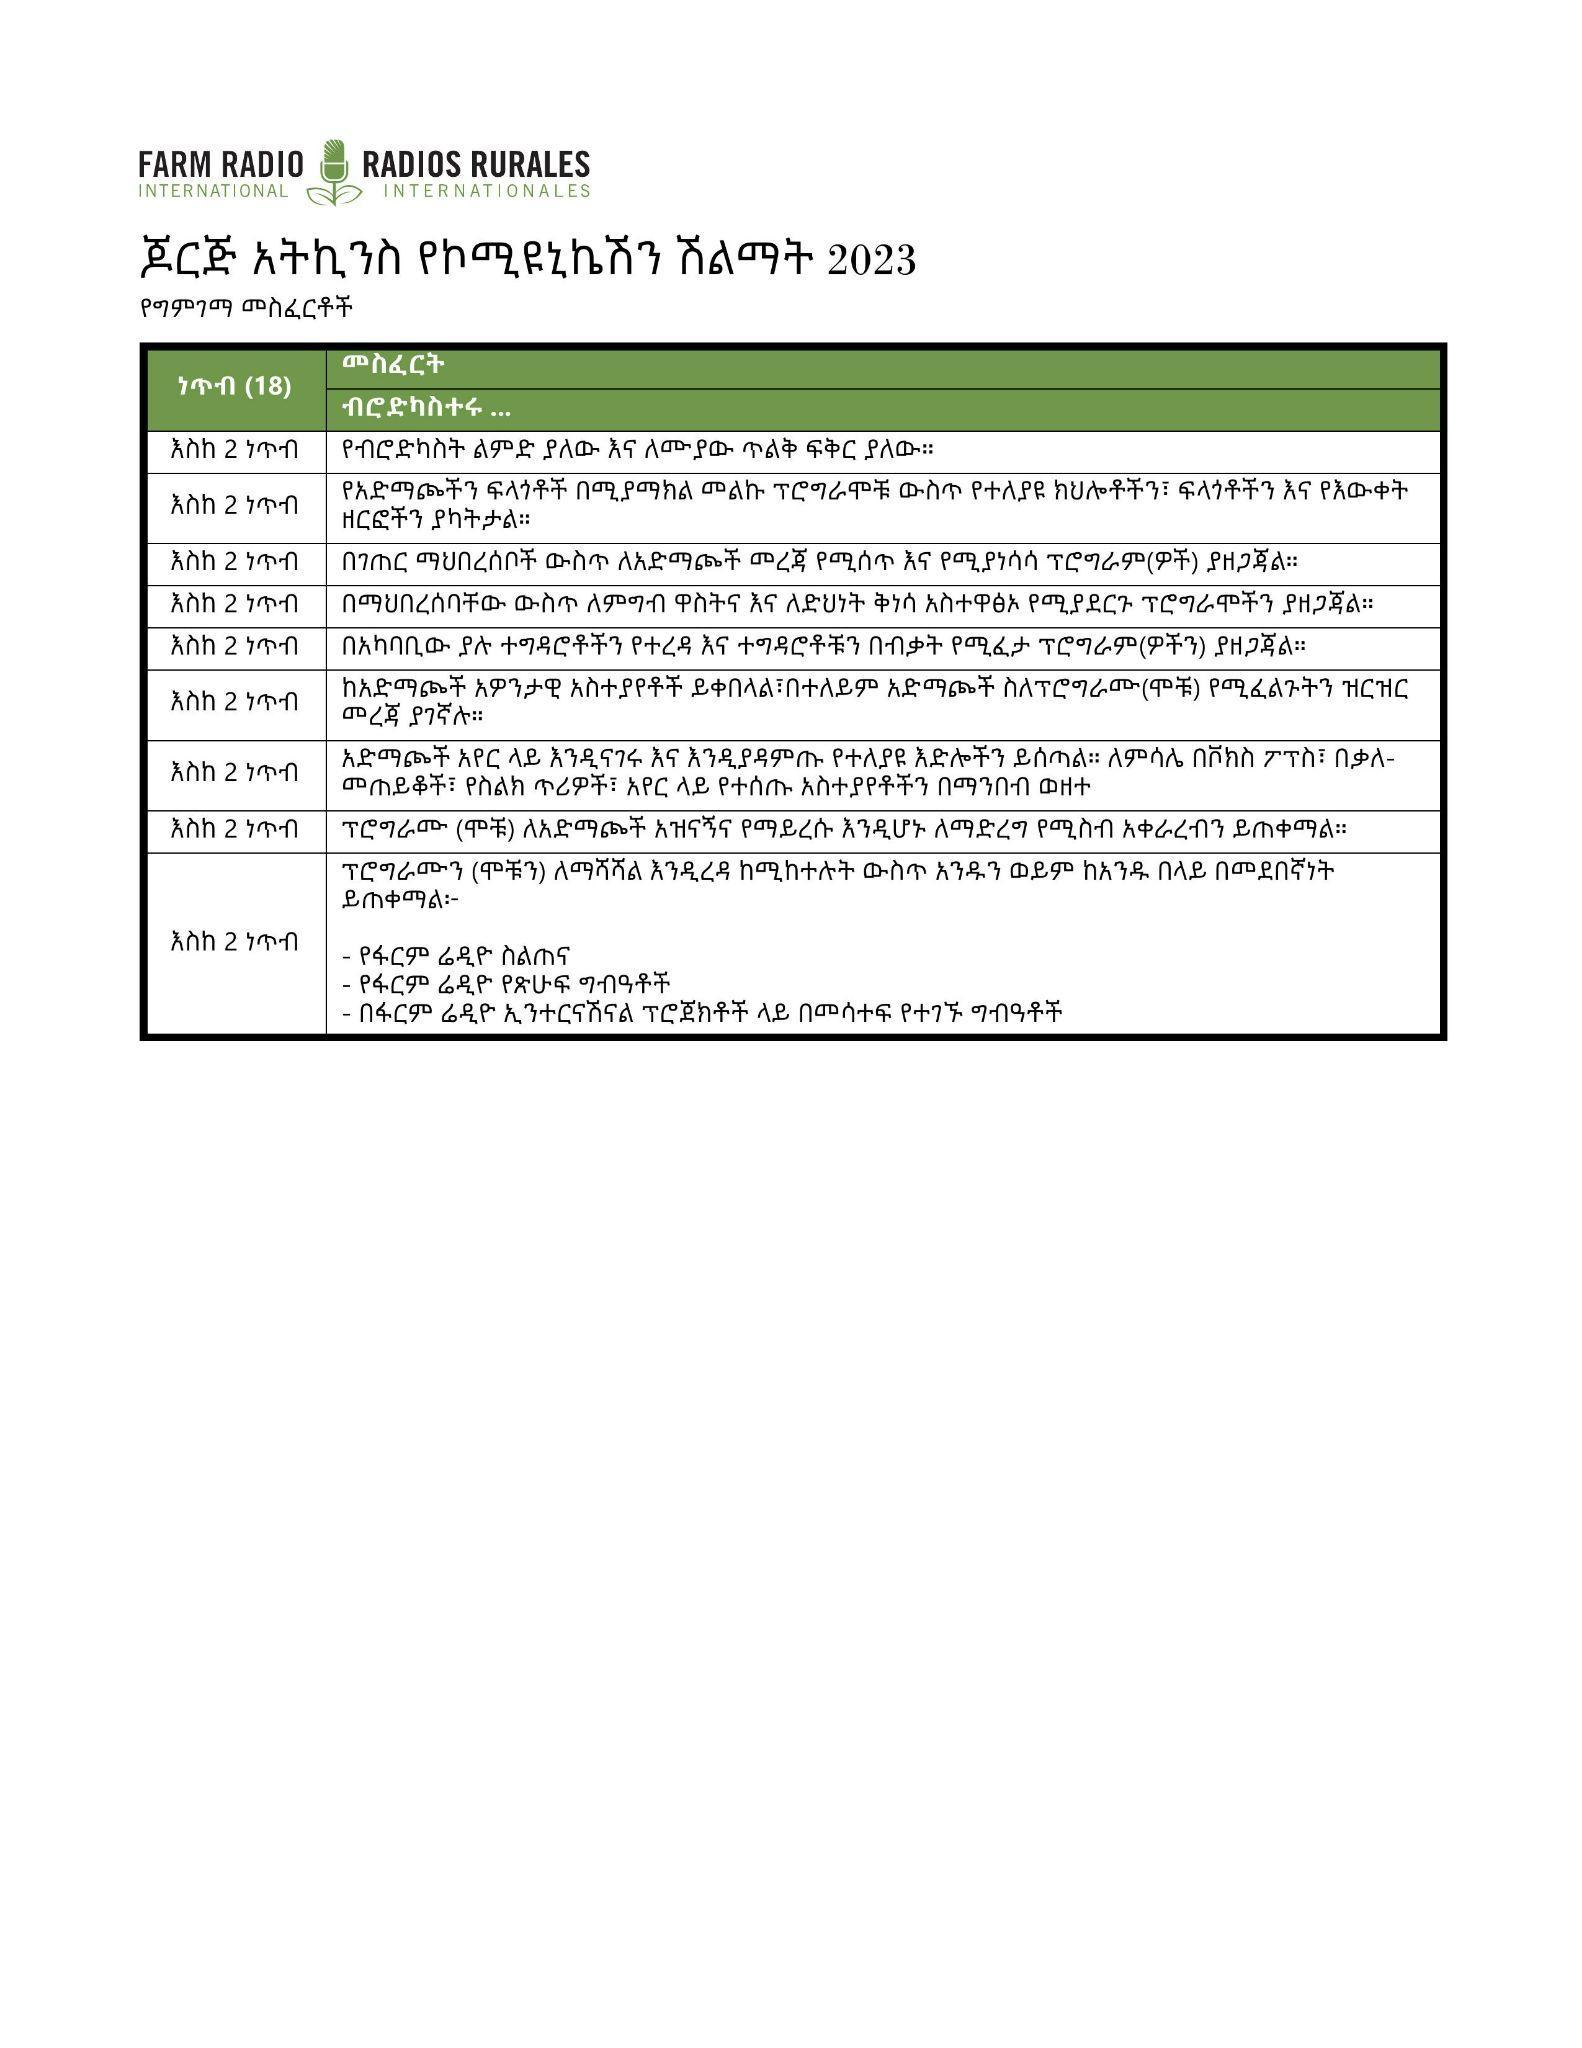 FARM RADIO RADIOS RURALES
INTERNATIONAL INTERNATIONALES
ጆርጅ አትኪንስ የኮሚዩኒኬሽን ሽልማት 2023
የግምገማ መስፈርቶች
ነጥብ (18)
መስፈርት
ብሮድካስተሩ ...
እስከ 2 ነጥብ የብሮድካስት ልምድ ያለው እና ለሙያው ጥልቅ ፍቅር ያለው።
እስከ 2 ነጥብ የአድማጮችን ፍላጎቶች በሚያማክል መልኩ ፕሮግራሞቹ ውስጥ የተለያዩ ክህሎቶችን፣ ፍላጎቶችን እና የእውቀት
ዘርፎችን ያካትታል።
እስከ 2 ነጥብ በገጠር ማህበረሰቦች ውስጥ ለአድማጮች መረጃ የሚሰጥ እና የሚያነሳሳ ፕሮግራም(ዎች) ያዘጋጃል።
እስከ 2 ነጥብ በማህበረሰባቸው ውስጥ ለምግብ ዋስትና እና ለድህነት ቅነሳ አስተዋፅኦ የሚያደርጉ ፕሮግራሞችን ያዘጋጃል።
እስከ 2 ነጥብ በአካባቢው ያሉ ተግዳሮቶችን የተረዳ እና ተግዳሮቶቹን በብቃት የሚፈታ ፕሮግራም(ዎችን) ያዘጋጃል።
እስከ 2 ነጥብ ከአድማጮች አዎንታዊ አስተያየቶች ይቀበላል፣በተለይም አድማጮች ስለፕሮግራሙ(ሞቹ) የሚፈልጉትን ዝርዝር
መረጃ ያገኛሉ።
እስከ 2 ነጥብ አድማጮች አየር ላይ እንዲናገሩ እና እንዲያዳምጡ የተለያዩ እድሎችን ይሰጣል። ለምሳሌ በቮክስ ፖፕስ፣ በቃለ-
መጠይቆች፣ የስልክ ጥሪዎች፣ አየር ላይ የተሰጡ አስተያየቶችን በማንበብ ወዘተ
እስከ 2 ነጥብ ፕሮግራሙ (ሞቹ) ለአድማጮች አዝናኝና የማይረሱ እንዲሆኑ ለማድረግ የሚስብ አቀራረብን ይጠቀማል።
እስከ 2 ነጥብ ፕሮግራሙን (ሞቹን) ለማሻሻል እንዲረዳ ከሚከተሉት ውስጥ አንዱን ወይም ከአንዱ በላይ በመደበኛነት
ይጠቀማል፡-
- የፋርም ሬዲዮ ስልጠና
- የፋርም ሬዲዮ የጽሁፍ ግብዓቶች
- በፋርም ሬዲዮ ኢንተርናሽናል ፕሮጀክቶች ላይ በመሳተፍ የተገኙ ግብዓቶች